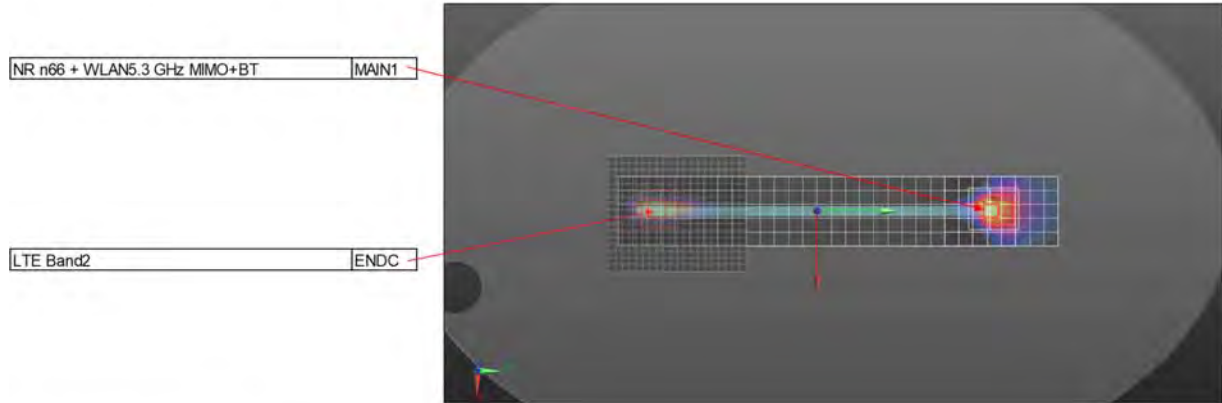 NR n66 + WLAN5.3 GHz MIMO+BT MAIN1
LTE Band2 ENDC